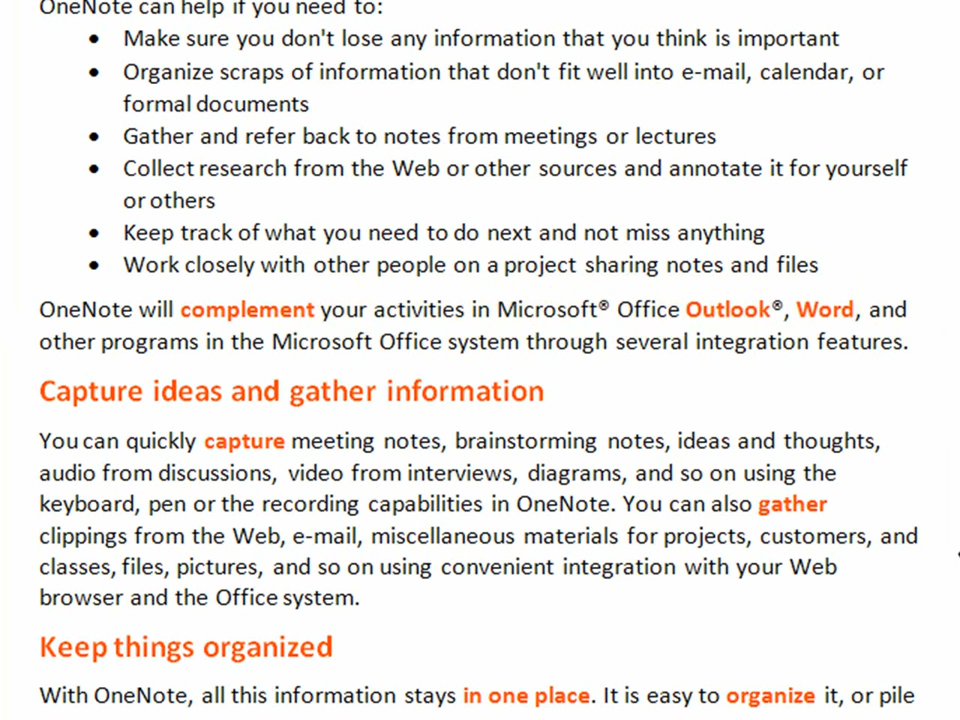 OneNote can help if you need to:
• Make sure you don't lose any information that you think is important
• Organize scraps of information that don't fit well into e-mail, calendar, or
formal documents
• Gather and refer back to notes from meetings or lectures
• Collect research from the Web or other sources and annotate it for yourself
or others
• Keep track of what you need to do next and not miss anything
• Work closely with other people on a project sharing notes and files
OneNote will complement your activities in Microsoft® Office Outlook®, Word, and
other programs in the Microsoft Office system through several integration features.
Capture ideas and gather information
You can quickly capture meeting notes, brainstorming notes, ideas and thoughts,
audio from discussions, video from interviews, diagrams, and so on using the
keyboard, pen or the recording capabilities in OneNote. You can also gather
clippings from the Web, e-mail, miscellaneous materials for projects, customers, and
classes, files, pictures, and so on using convenient integration with your Web
browser and the Office system.
Keep things organized
With OneNote, all this information stays in one place. It is easy to organize it, or pile